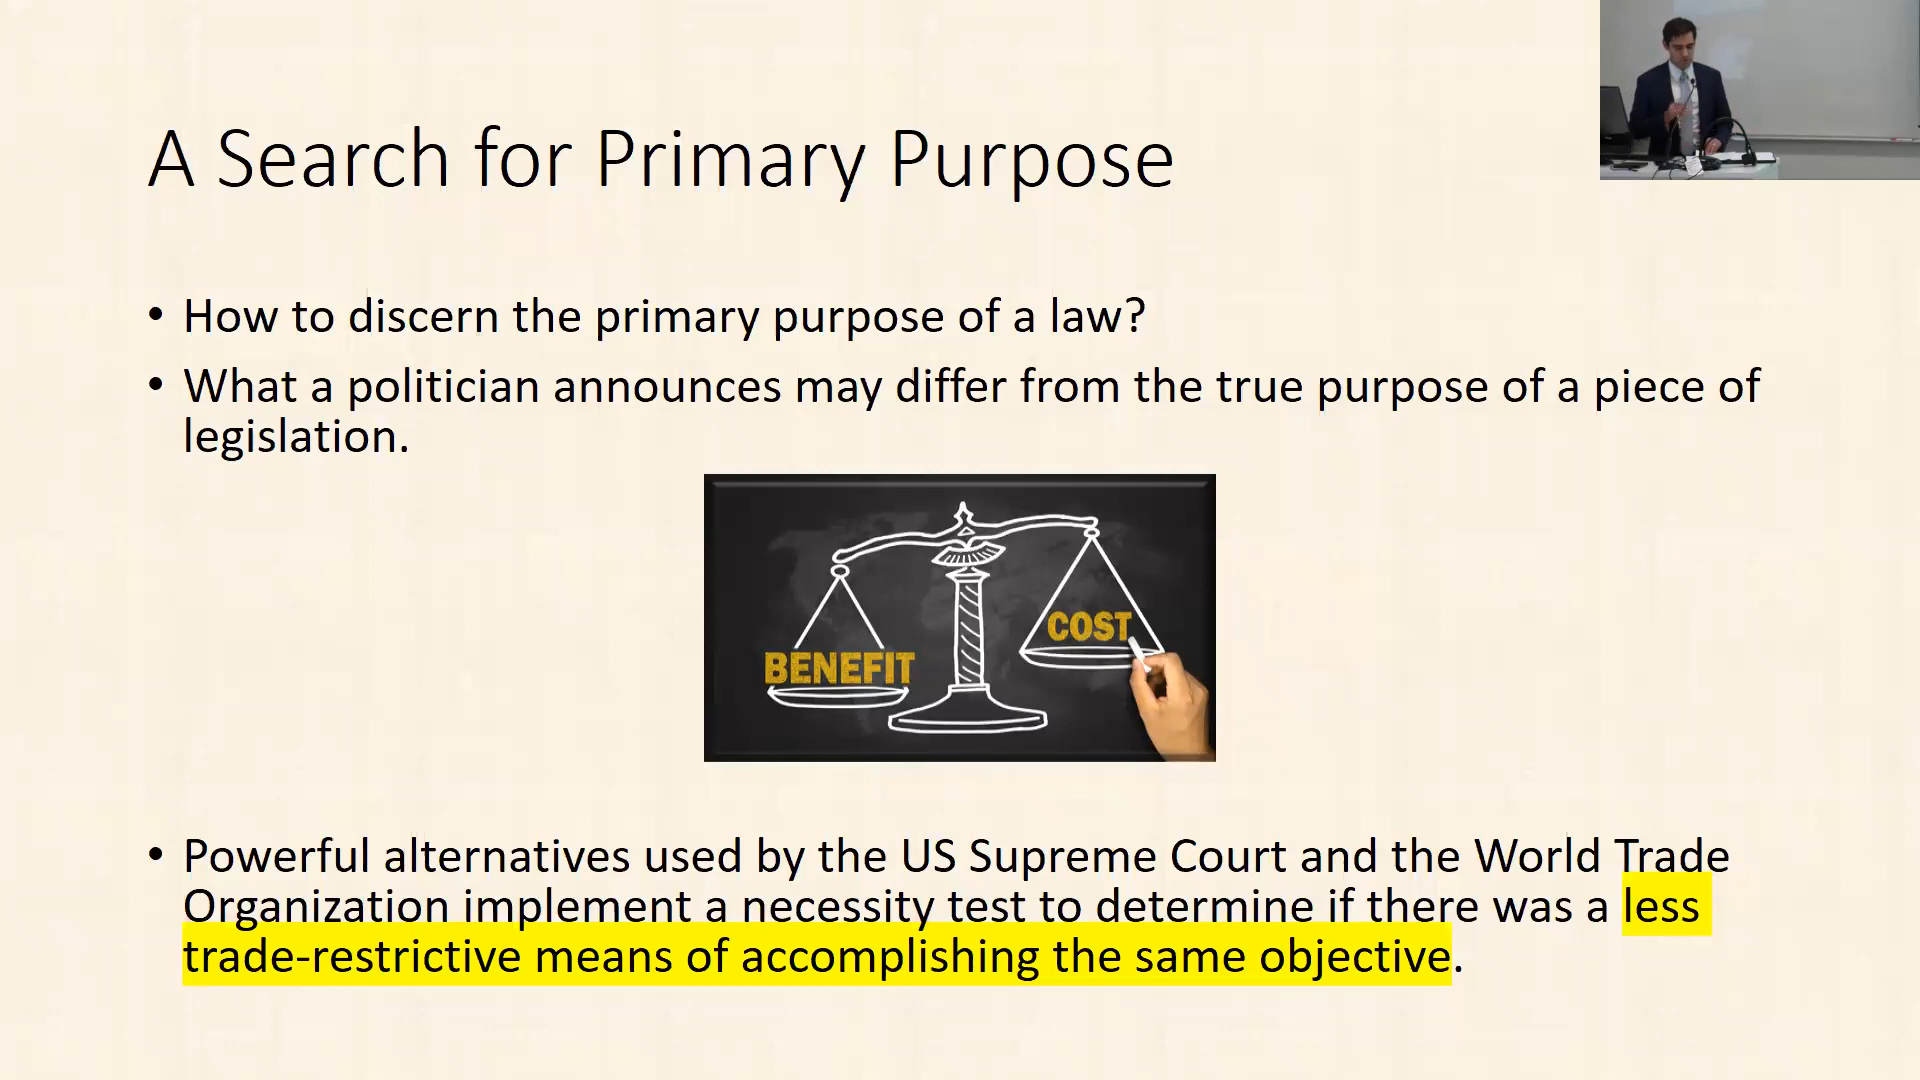 A Search for Primary Purpose
• How to discern the primary purpose of a law?
• What a politician announces may differ from the true purpose of a piece of
legislation.
BENEFIT
COST
• Powerful alternatives used by the US Supreme Court and the World Trade
Organization implement a necessity test to determine if there was a less
trade-restrictive means of accomplishing the same objective.